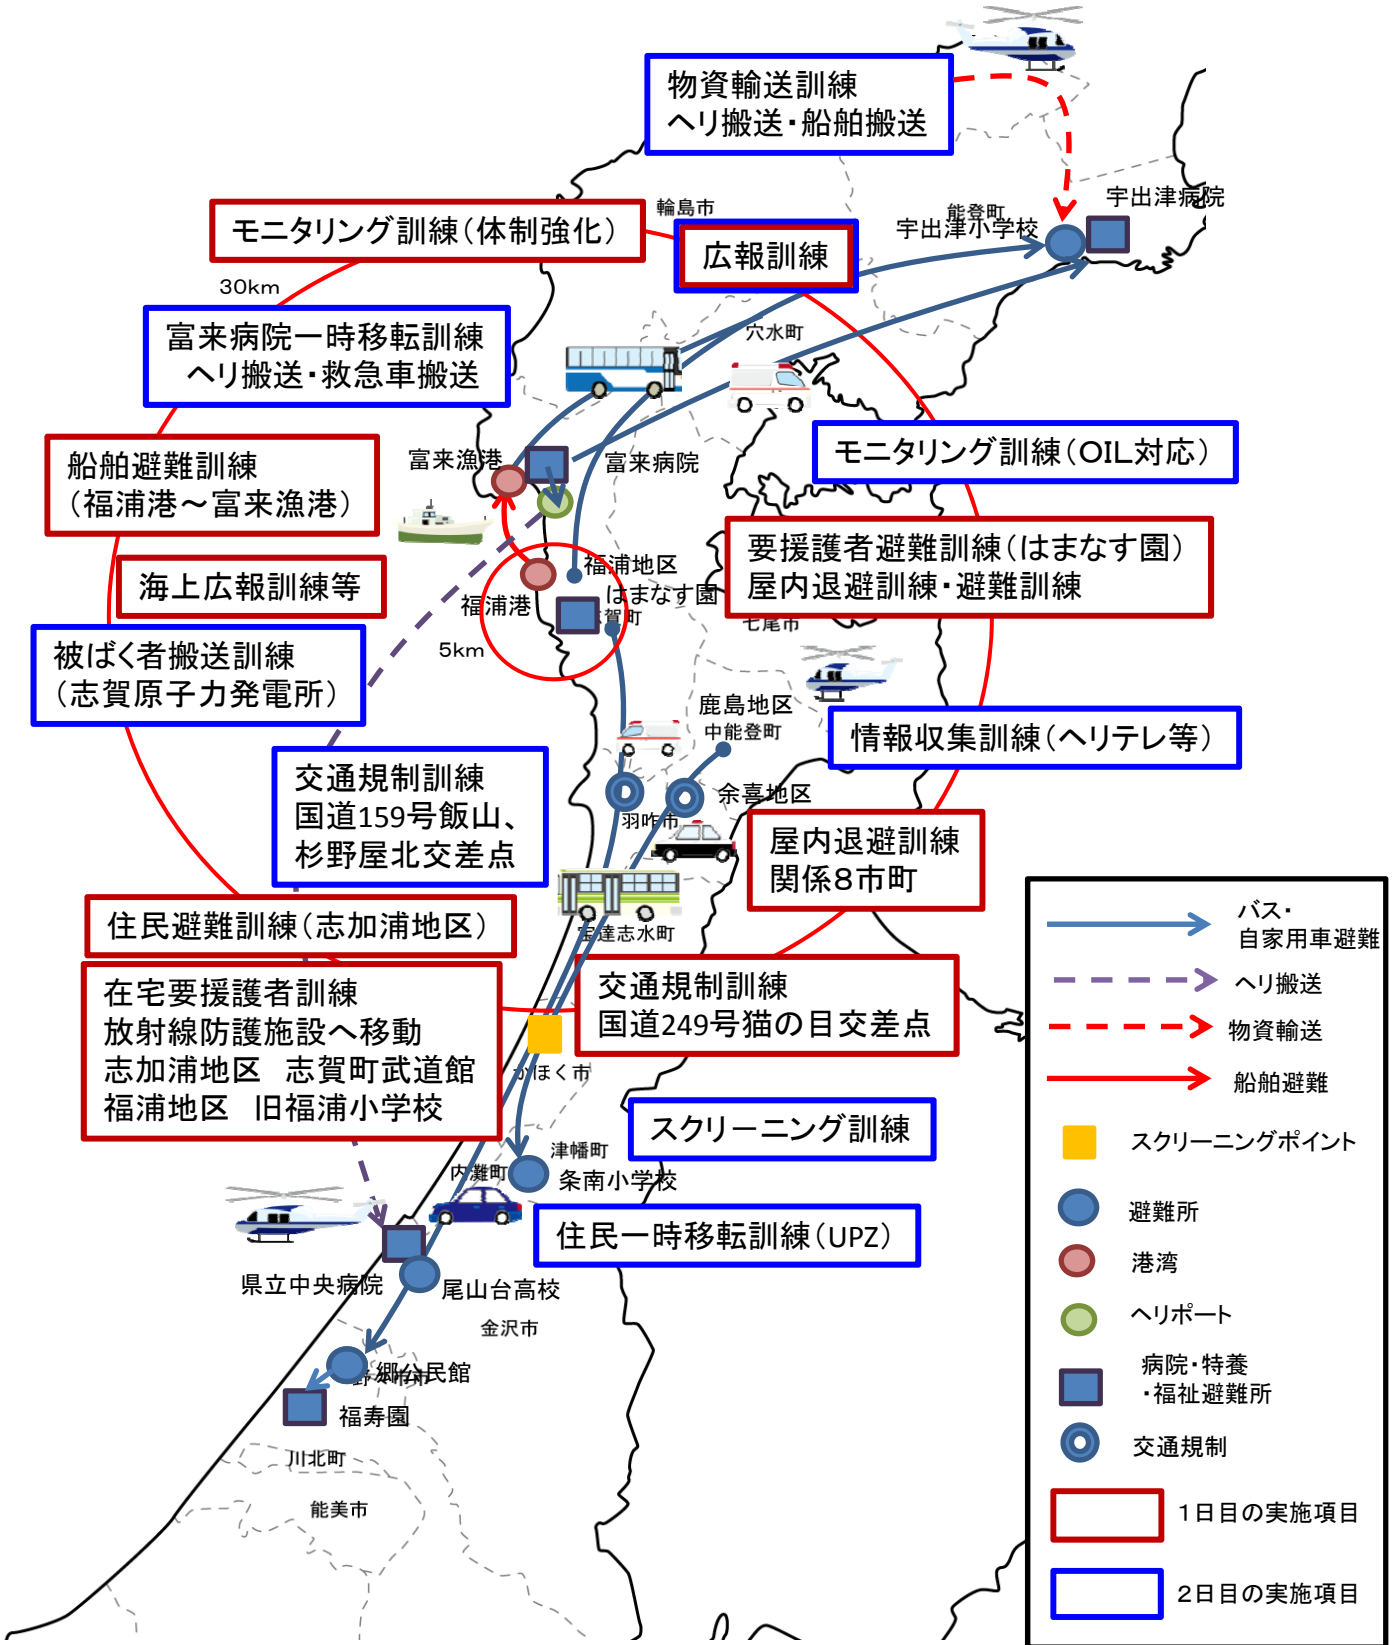 物資輸送訓練
ヘリ搬送・船舶搬送
宇出津病院
能登町
宇出津小学校
輪島市
モニタリング訓練（体制強化）
広報訓練
30km
富来病院一時移転訓練
ヘリ搬送・救急車搬送
穴水町
船舶避難訓練
（福浦港～富来漁港）
富来漁港
富来病院
モニタリング訓練（OIL対応）
要援護者避難訓練（はまなす園）
屋内退避訓練・避難訓練
海上広報訓練等
福浦地区
はまなす園
福浦港
賀町
七尾市
5km
被ばく者搬送訓練
（志賀原子力発電所）
鹿島地区
中能登町
情報収集訓練（ヘリテレ等）
交通規制訓練
国道159号飯山、
杉野屋北交差点
余喜地区
羽咋市
屋内退避訓練
関係８市町
住民避難訓練（志加浦地区）
宝達志水町
在宅要援護者訓練
放射線防護施設へ移動
志加浦地区　志賀町武道館
福浦地区　旧福浦小学校
交通規制訓練
国道249号猫の目交差点
かほく市
スクリーニング訓練
津幡町
内灘町
条南小学校
住民一時移転訓練（UPZ）
県立中央病院
尾山台高校
金沢市
郷公民館
福寿園
川北町
能美市
バス・
自家用車避難
ヘリ搬送
物資輸送
船舶避難
スクリーニングポイント
避難所
港湾
ヘリポート
病院・特養
・福祉避難所
交通規制
１日目の実施項目
２日目の実施項目